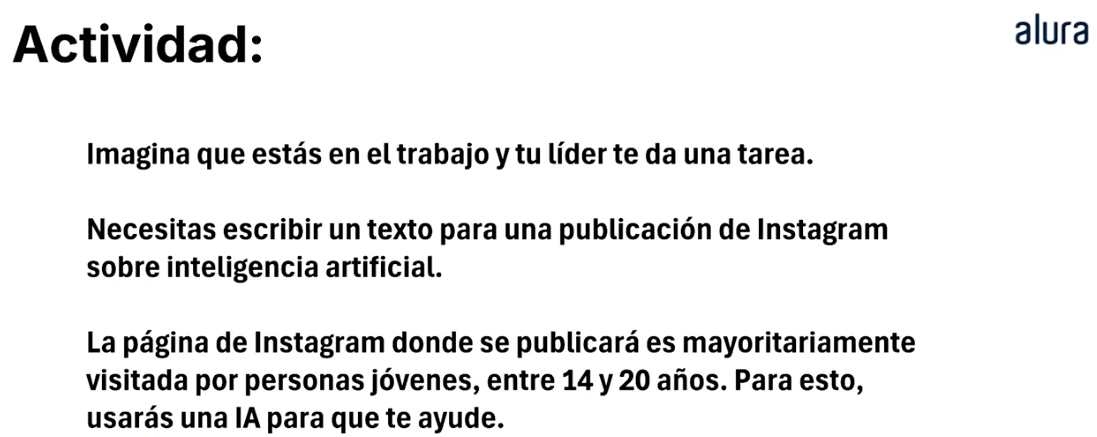 Actividad:
alura
Imagina que estás en el trabajo y tu líder te da una tarea.
Necesitas escribir un texto para una publicación de Instagram
sobre inteligencia artificial.
La página de Instagram donde se publicará es mayoritariamente
visitada por personas jóvenes, entre 14 y 20 años. Para esto,
usarás una IA para que te ayude.